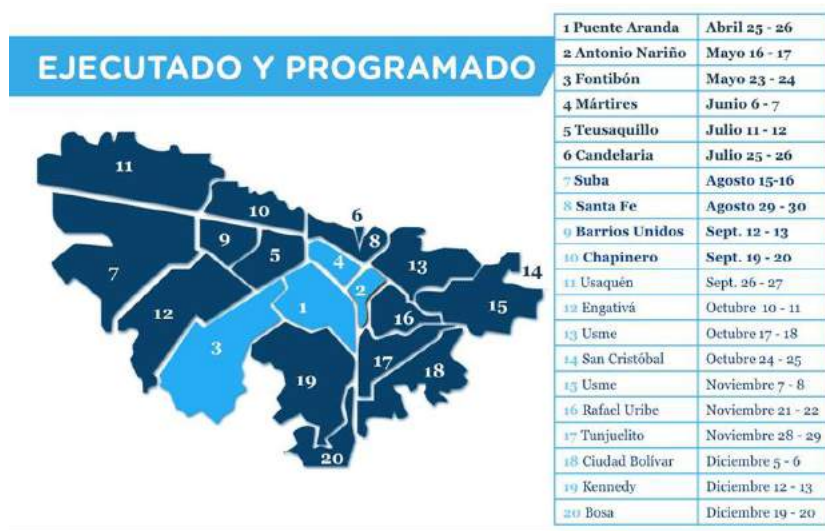 EJECUTADO Y PROGRAMADO
1 Puente Aranda Abril 25 - 26
2 Antonio Nariño Mayo 16 - 17
3 Fontibón Mayo 23 - 24
4 Mártires Junio 6 - 7
5 Teusaquillo Julio 11 - 12
6 Candelaria Julio 25 - 26
7 Suba Agosto 15-16
8 Santa Fe Agosto 29 - 30
9 Barrios Unidos Sept. 12 - 13
10 Chapinero Sept. 19 - 20
11 Usaquén Sept. 26 - 27
12 Engativá Octubre 10 - 11
13 Usme Octubre 17 - 18
14 San Cristóbal Octubre 24 - 25
15 Usme Noviembre 7 - 8
16 Rafael Uribe Noviembre 21 - 22
17 Tunjuelito Noviembre 28 - 29
18 Ciudad Bolívar Diciembre 5 - 6
19 Kennedy Diciembre 12 - 13
20 Bosa Diciembre 19 - 20
11
10
6
9
8
5
4
13
14
7
2
15
12
1
16
3
17
18
19
20